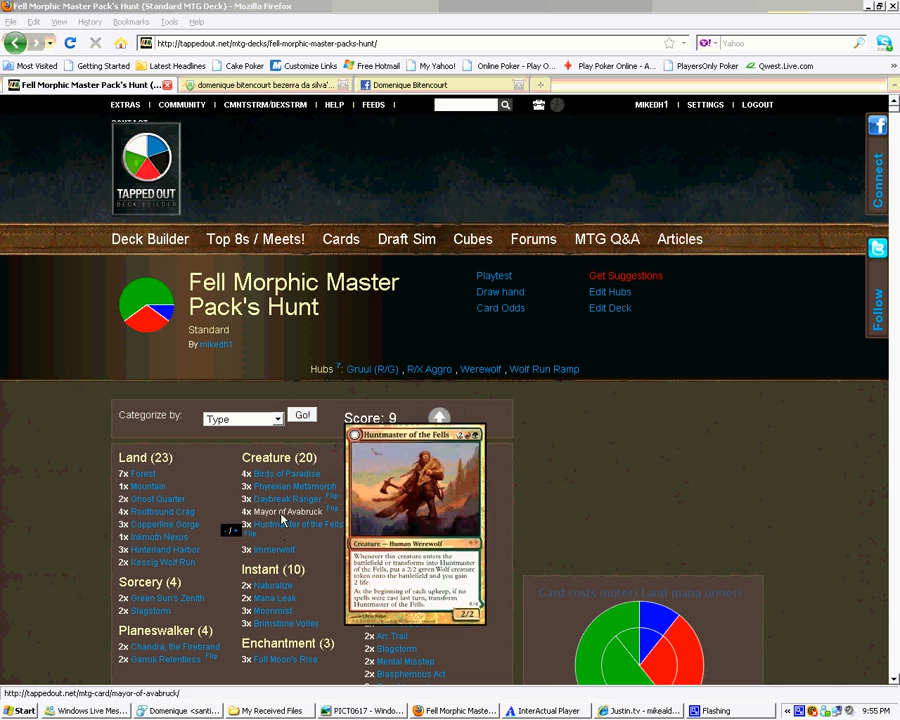 Fell Morphic Master Pack's Hunt (Standard MTG Deck) - Mozilla Firefox
File Edit View History Bookmarks Tools Help
http://tappedout.net/mtg-decks/fell-morphic-master-packs-hunt/
Yahoo
Most Visited Getting Started Latest Headlines Cake Poker Customize Links Free Hotmail My Yahoo! Online Poker - Play O... Play Poker Online - A... PlayersOnly Poker Qwest.Live.com
Fell Morphic Master Pack's Hunt (... domenique bitencourt bezerra da silva'... Domenique Bitencourt
EXTRAS | COMMUNITY | CMNTSTRM/DEXSTRM | HELP | FEEDS | MIKEDH1 | SETTINGS | LOGOUT
CONTACT
TAPPED OUT
DECK BUILDER
Connect
Follow
Deck Builder Top 8s / Meets! Cards Draft Sim Cubes Forums MTG Q&A Articles
Fell Morphic Master
Pack's Hunt
Standard
By mikedh1
Playtest Get Suggestions
Draw hand Edit Hubs
Card Odds Edit Deck
Hubs ?: Gruul (R/G) , R/X Aggro , Werewolf , Wolf Run Ramp
Categorize by: Type Go! Score: 9
Land (23)
7x Forest
1x Mountain
2x Ghost Quarter
4x Rootbound Crag
3x Copperline Gorge
1x Inkmoth Nexus
3x Hinterland Harbor
2x Kessig Wolf Run
Sorcery (4)
2x Green Sun's Zenith
2x Slagstorm
Planeswalker (4)
2x Chandra, the Firebrand
2x Garruk Relentless Flip
Creature (20)
4x Birds of Paradise
3x Phyrexian Metamorph
3x Daybreak Ranger Flip
4x Mayor of Avabruck Flip
- / +
3x Huntmaster of the Fells
Flip
3x Immerwolf
Instant (10)
2x Naturalize
2x Mana Leak
3x Moonmist
3x Brimstone Volley
Enchantment (3)
3x Full Moon's Rise
Huntmaster of the Fells 2
Creature — Human Werewolf
Whenever this creature enters the
battlefield or transforms into Huntmaster
of the Fells, put a 2/2 green Wolf creature
token onto the battlefield and you gain
2 life.
At the beginning of each upkeep, if no
spells were cast last turn, transform
Huntmaster of the Fells.
4/4
2/2
2x Arc Trail
2x Slagstorm
2x Mental Misstep
2x Blasphemous Act
Card costs (outer) Land mana (inner)
http://tappedout.net/mtg-card/mayor-of-avabruck/
Start Windows Live Mes... Domenique <santi... My Received Files PICT0617 - Windo... Fell Morphic Maste... InterActual Player Justin.tv - mikeald... Flashing 9:55 PM